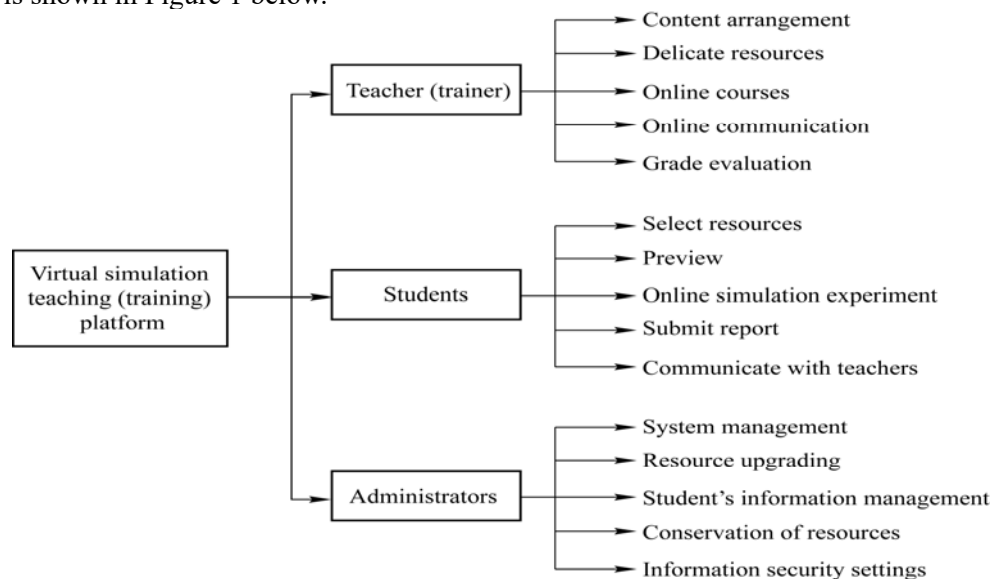 is shown in Figure 1 below.
Content arrangement
Delicate resources
Teacher (trainer)
Online courses
Online communication
Grade evaluation
Select resources
Preview
Virtual simulation
teaching (training)
platform
Students
Online simulation experiment
Submit report
Communicate with teachers
System management
Resource upgrading
Administrators
Student's information management
Conservation of resources
Information security settings